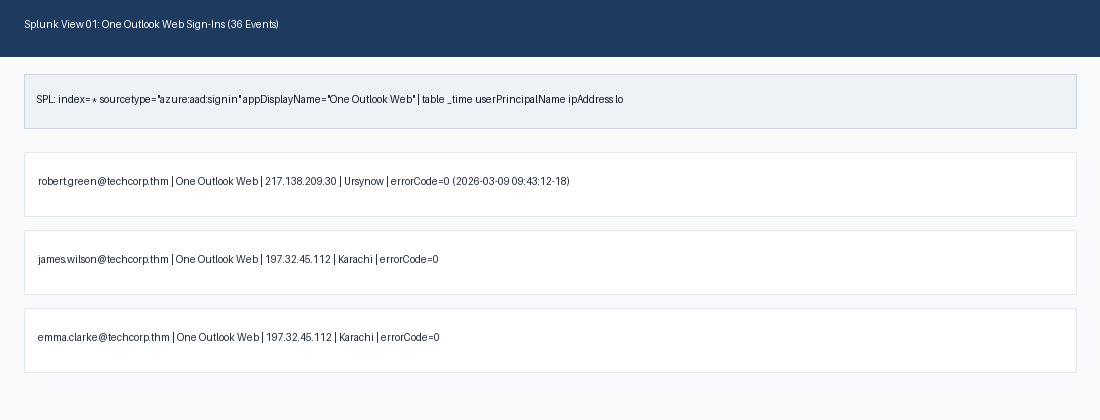 Splunk View 01: One Outlook Web Sign-Ins (36 Events)
SPL: index=* sourcetype="azure:aad:signin" appDisplayName="One Outlook Web" | table _time userPrincipalName ipAddress lo
robert.green@techcorp.thm | One Outlook Web | 217.138.209.30 | Ursynow | errorCode=0 (2026-03-09 09:43:12-18)
james.wilson@techcorp.thm | One Outlook Web | 197.32.45.112 | Karachi | errorCode=0
emma.clarke@techcorp.thm | One Outlook Web | 197.32.45.112 | Karachi | errorCode=0